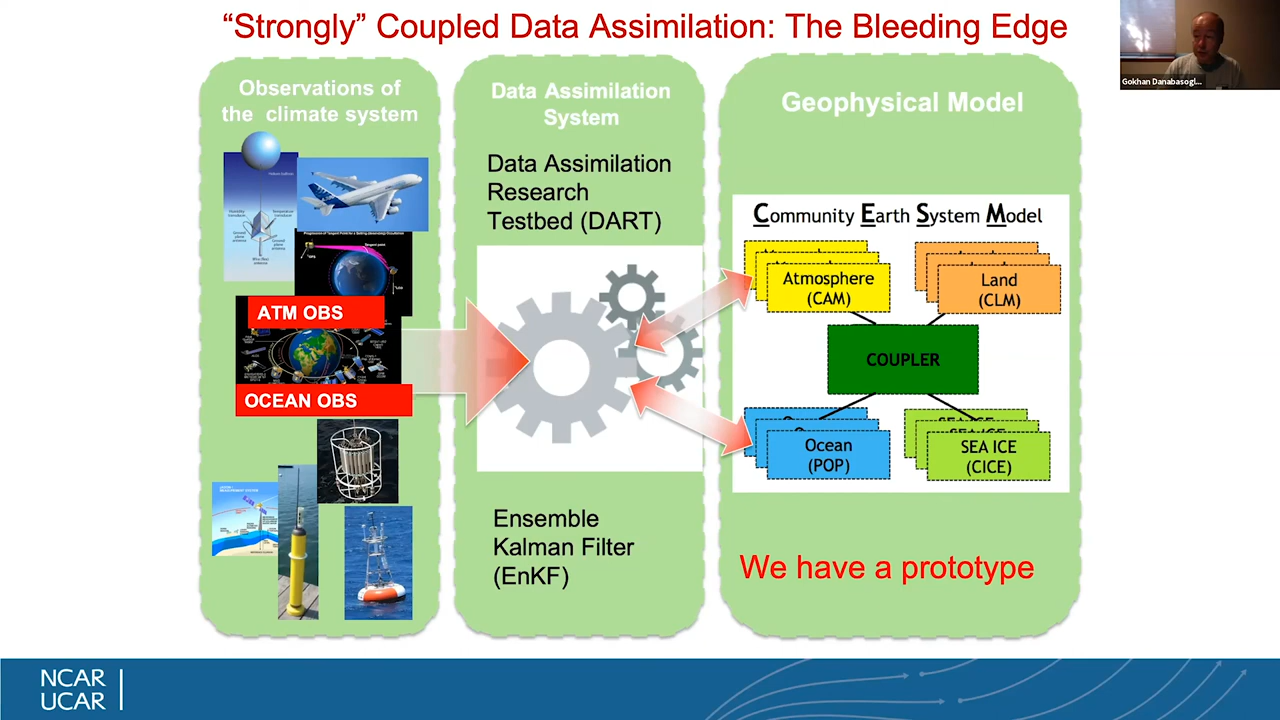 “Strongly” Coupled Data Assimilation: The Bleeding Edge
Gokhan Danabasogl...
Observations of
the climate system
ATM OBS
OCEAN OBS
Data Assimilation
System
Data Assimilation
Research
Testbed (DART)
Ensemble
Kalman Filter
(EnKF)
Geophysical Model
Community Earth System Model
Atmosphere
(CAM)
Land
(CLM)
COUPLER
Ocean
(POP)
SEA ICE
(CICE)
We have a prototype
NCAR
UCAR